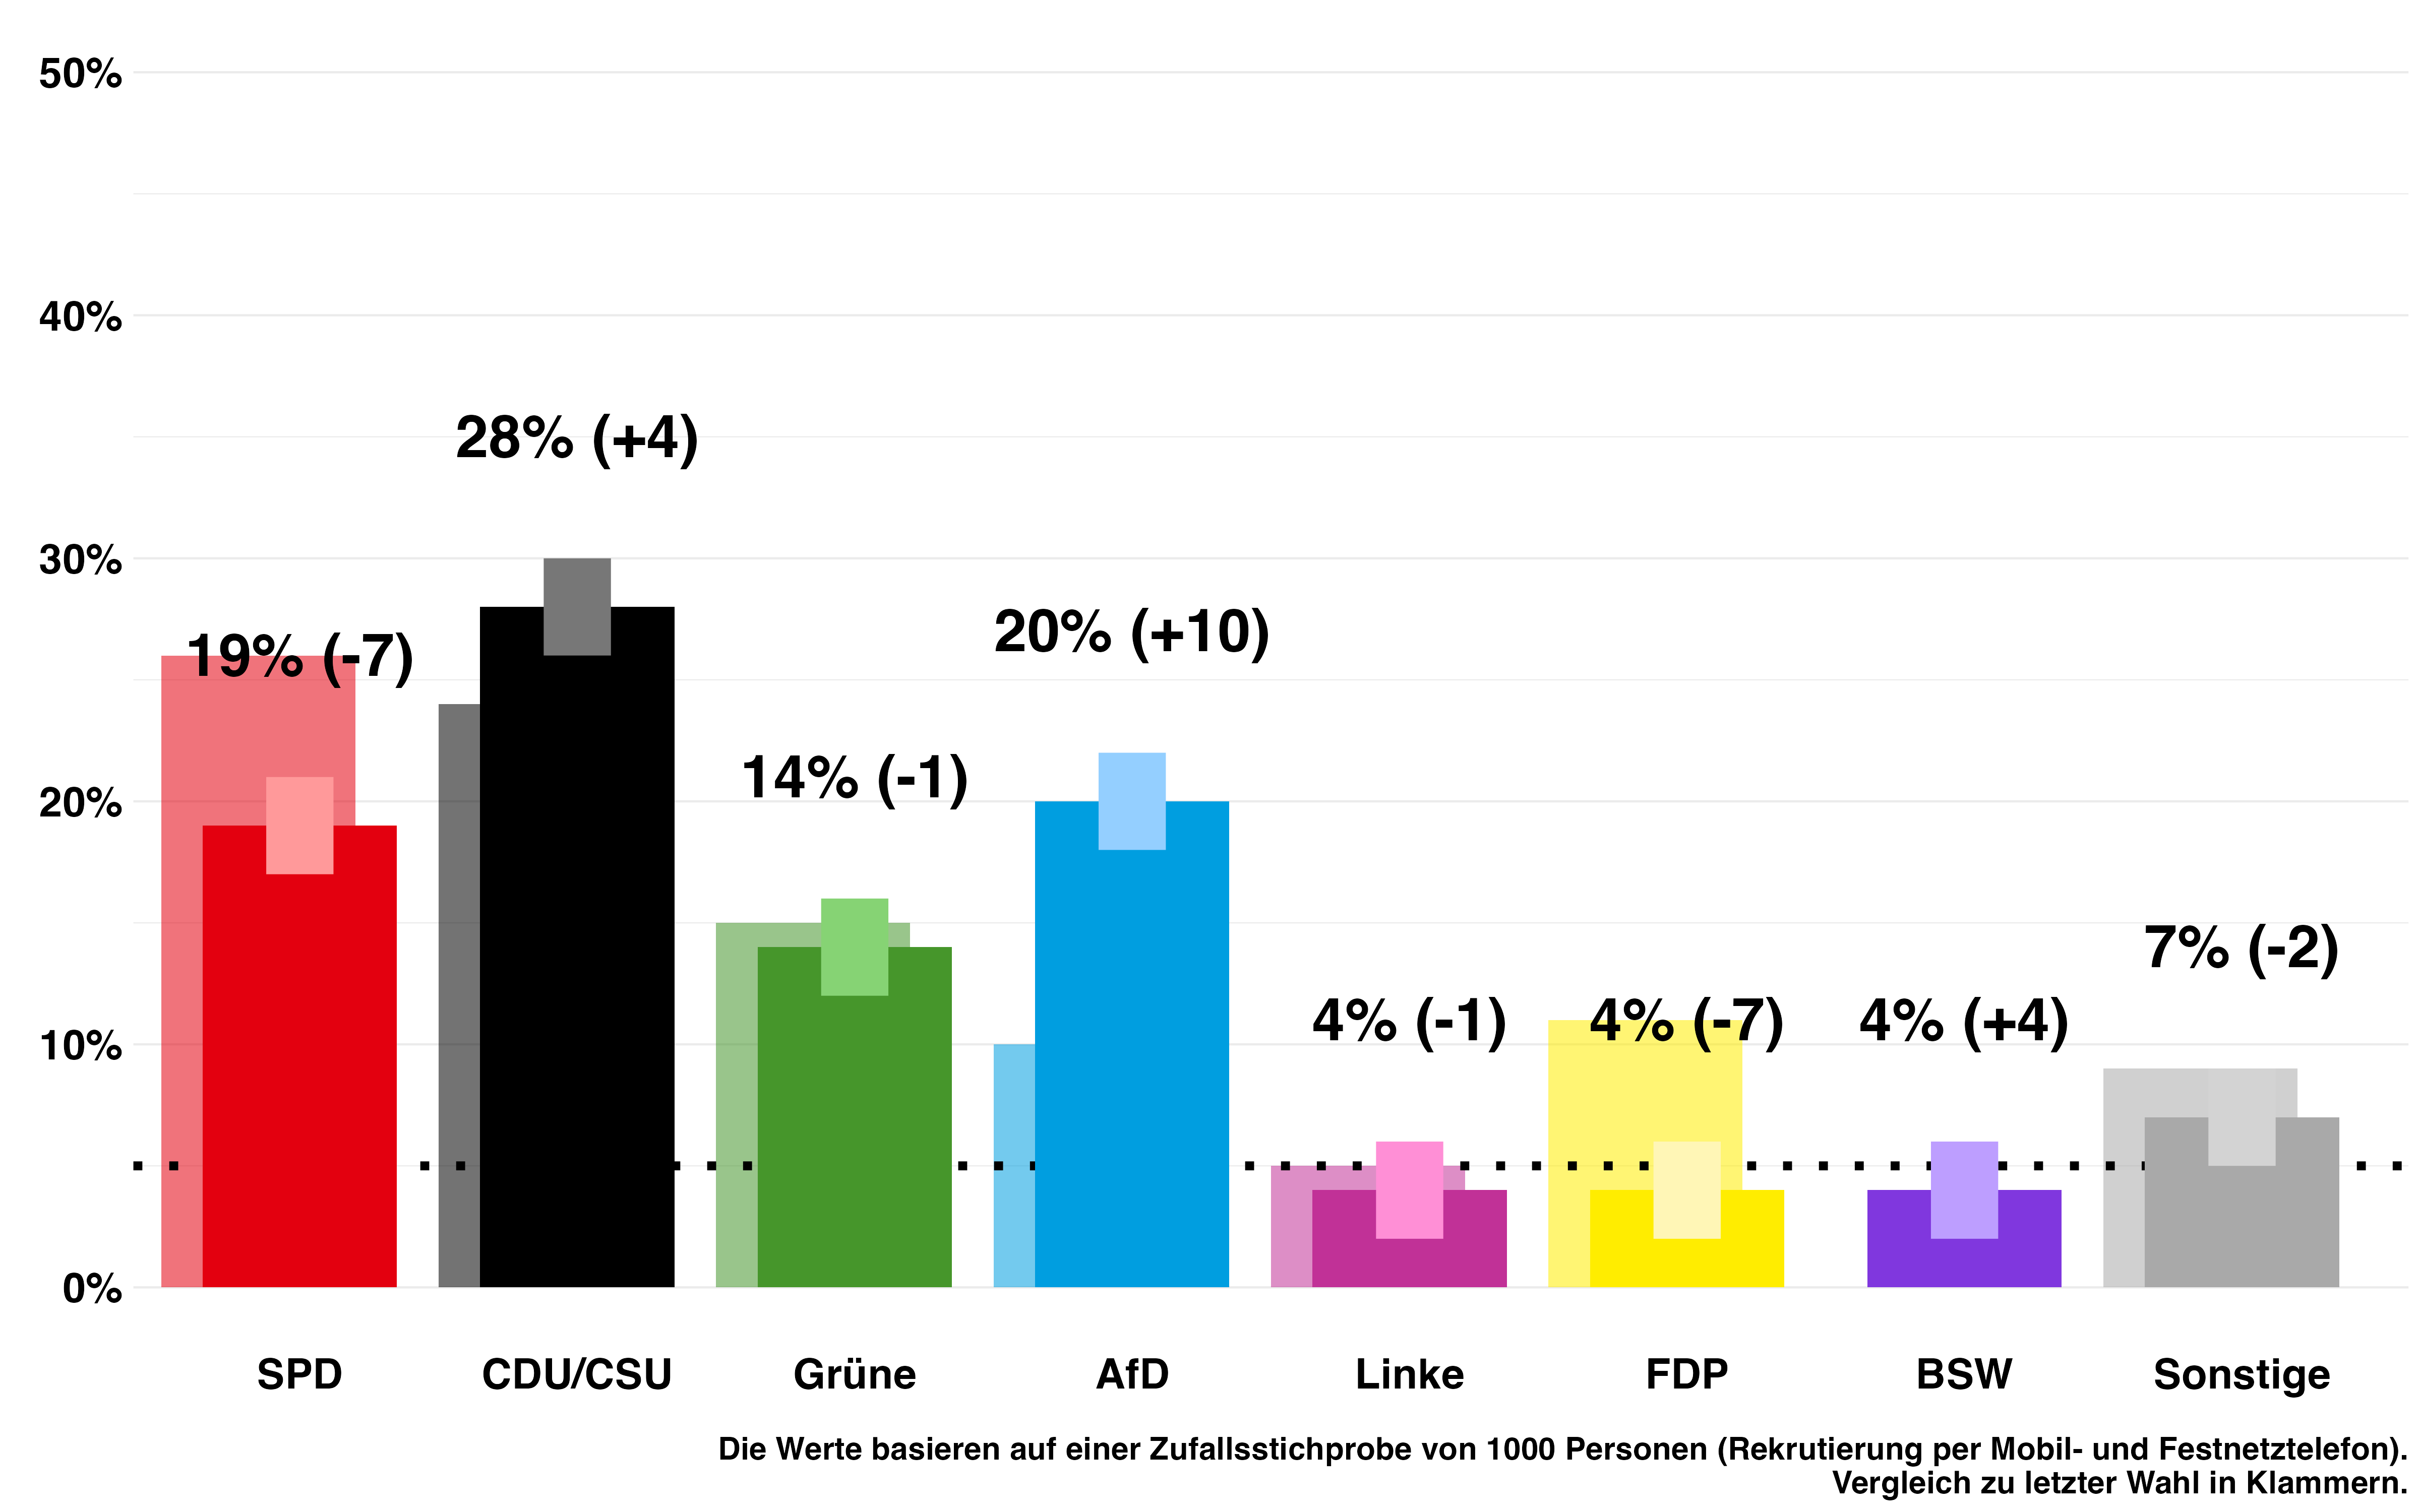 50%
40%
30%
20%
10%
0%
19% (-7)
28% (+4)
14% (-1)
20% (+10)
4% (-1)
4% (-7)
4% (+4)
7% (-2)
SPD
CDU/CSU
Grüne
AfD
Linke
FDP
BSW
Sonstige
Die Werte basieren auf einer Zufallsstichprobe von 1000 Personen (Rekrutierung per Mobil- und Festnetztelefon).
Vergleich zu letzter Wahl in Klammern.